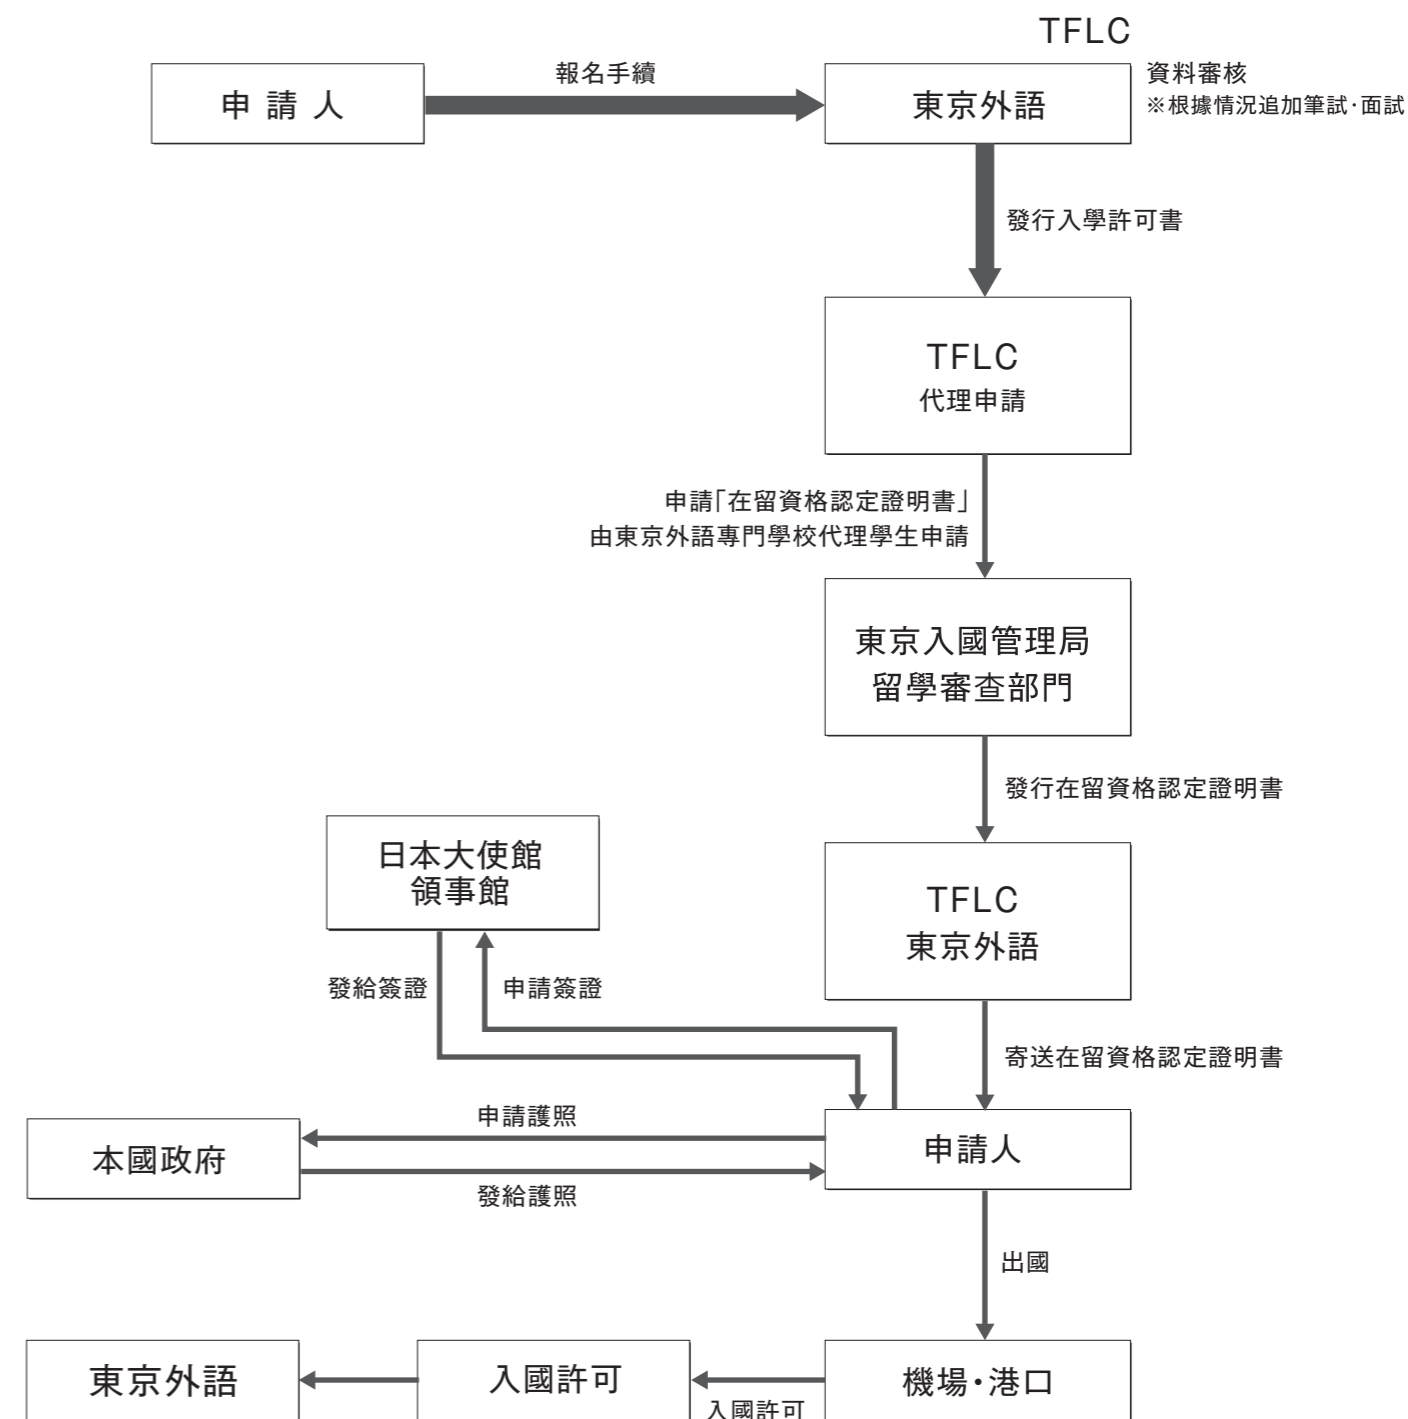 TFLC
申請人
報名手續
東京外語
資料審核
※根據情況追加筆試·面試
發行入學許可書
TFLC
代理申請
申請「在留資格認定證明書」
由東京外語專門學校代理學生申請
東京入國管理局
留學審查部門
發行在留資格認定證明書
日本大使館
領事館
TFLC
東京外語
發給簽證
申請簽證
寄送在留資格認定證明書
申請護照
本國政府
申請人
發給護照
出國
東京外語
入國許可
機場・港口
入國許可